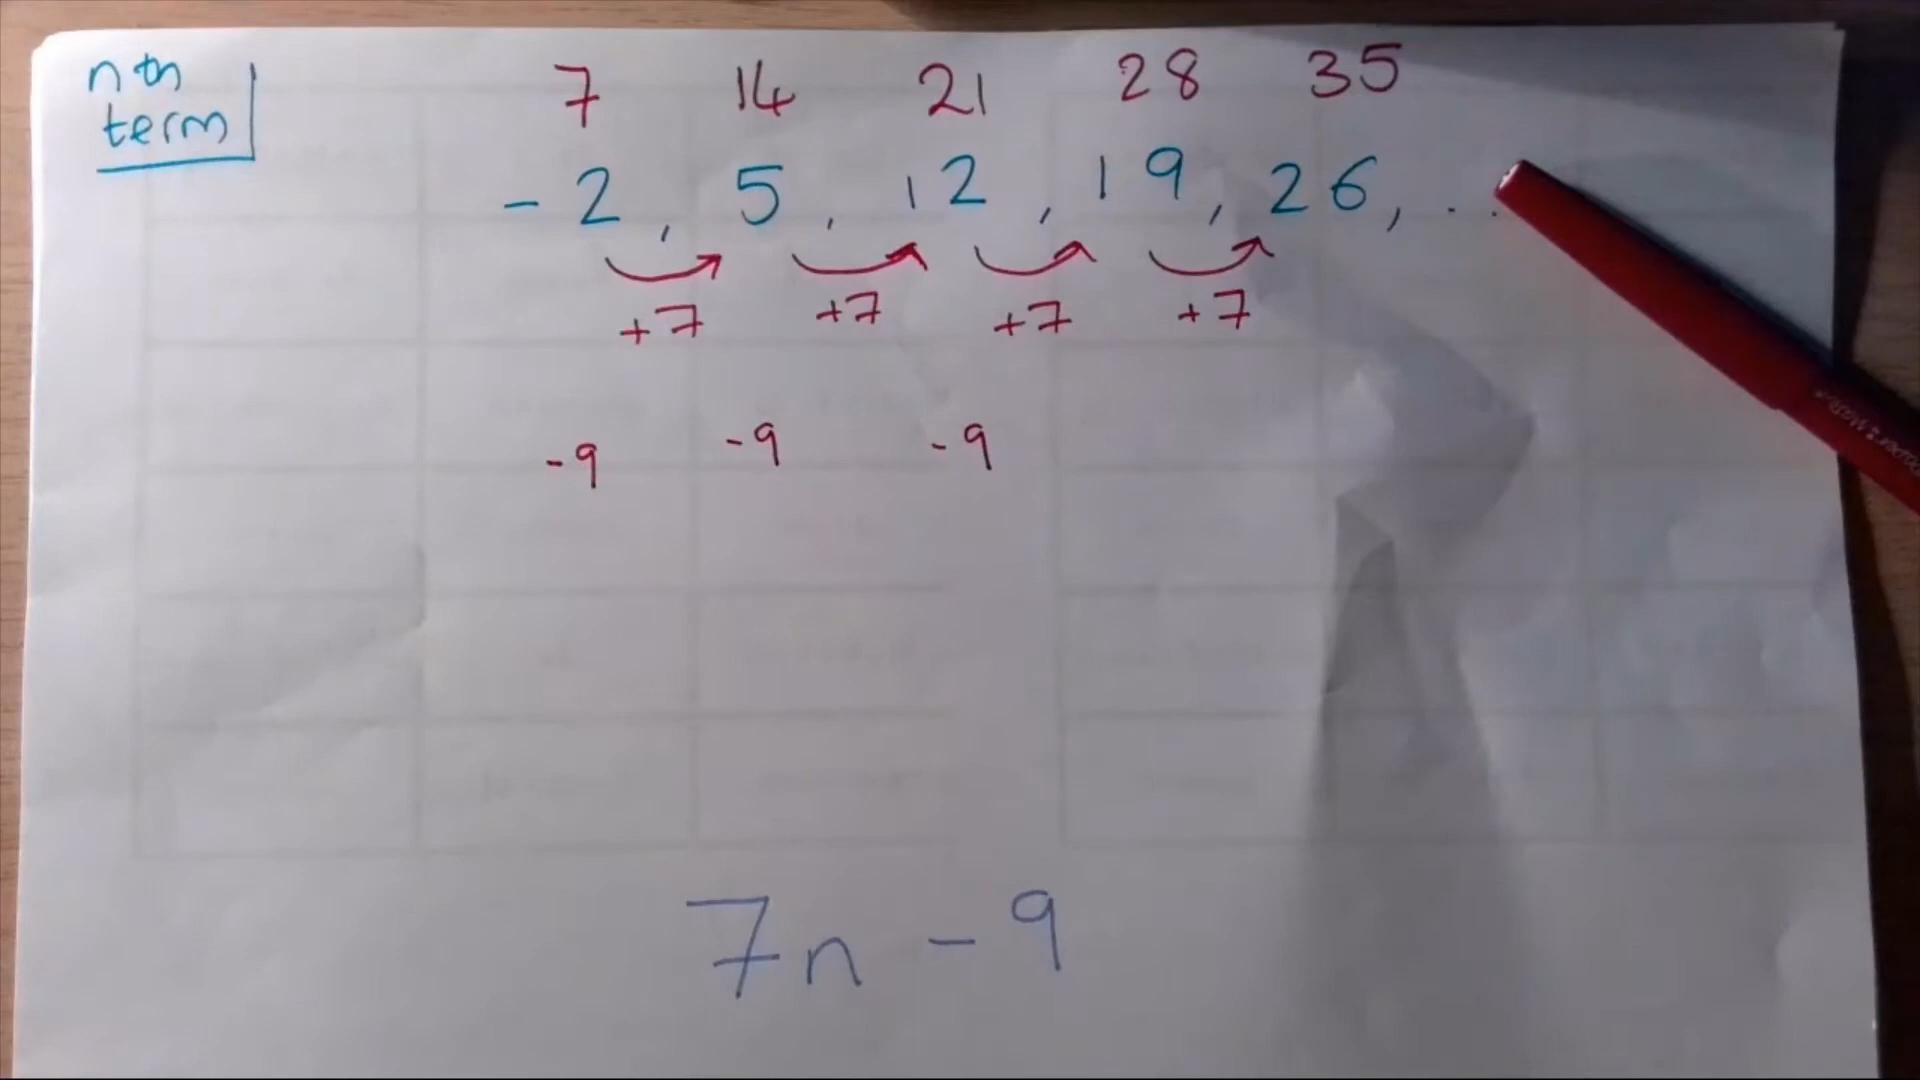 nth
term
7 14 21 28 35
-2, 5, 12, 19, 26, ...
+7 +7 +7 +7
-9 -9 -9
7n - 9